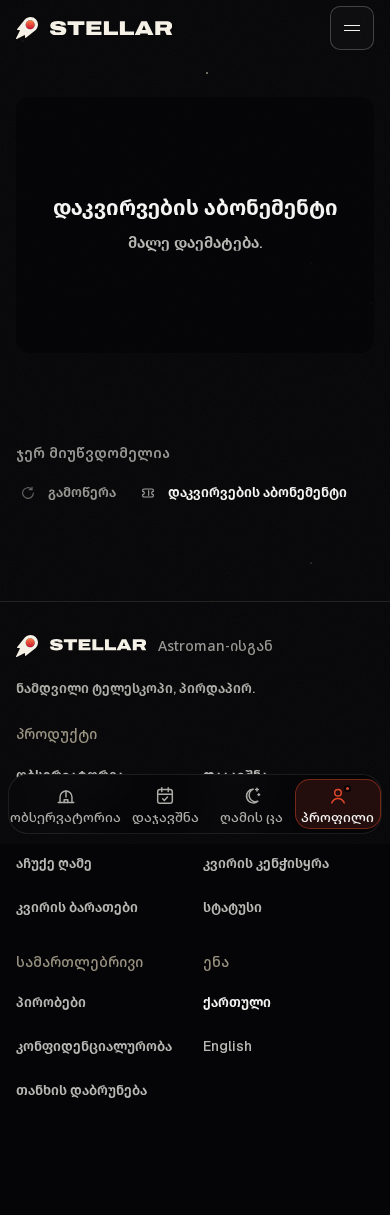 STELLAR
დაკვირვების აბონემენტი
მალე დაემატება.
ჯერ მიუწვდომელია
გამოწერა
დაკვირვების აბონემენტი
STELLAR Astroman-ისგან
ნამდვილი ტელესკოპი, პირდაპირ.
პროდუქტი
ობსერვატორია
დაჯავშნა
ღამის ცა
პროფილი
აჩუქე ღამე
კვირის კენჭისყრა
კვირის ბარათები
სტატუსი
სამართლებრივი
ენა
პირობები
ქართული
კონფიდენციალურობა
English
თანხის დაბრუნება